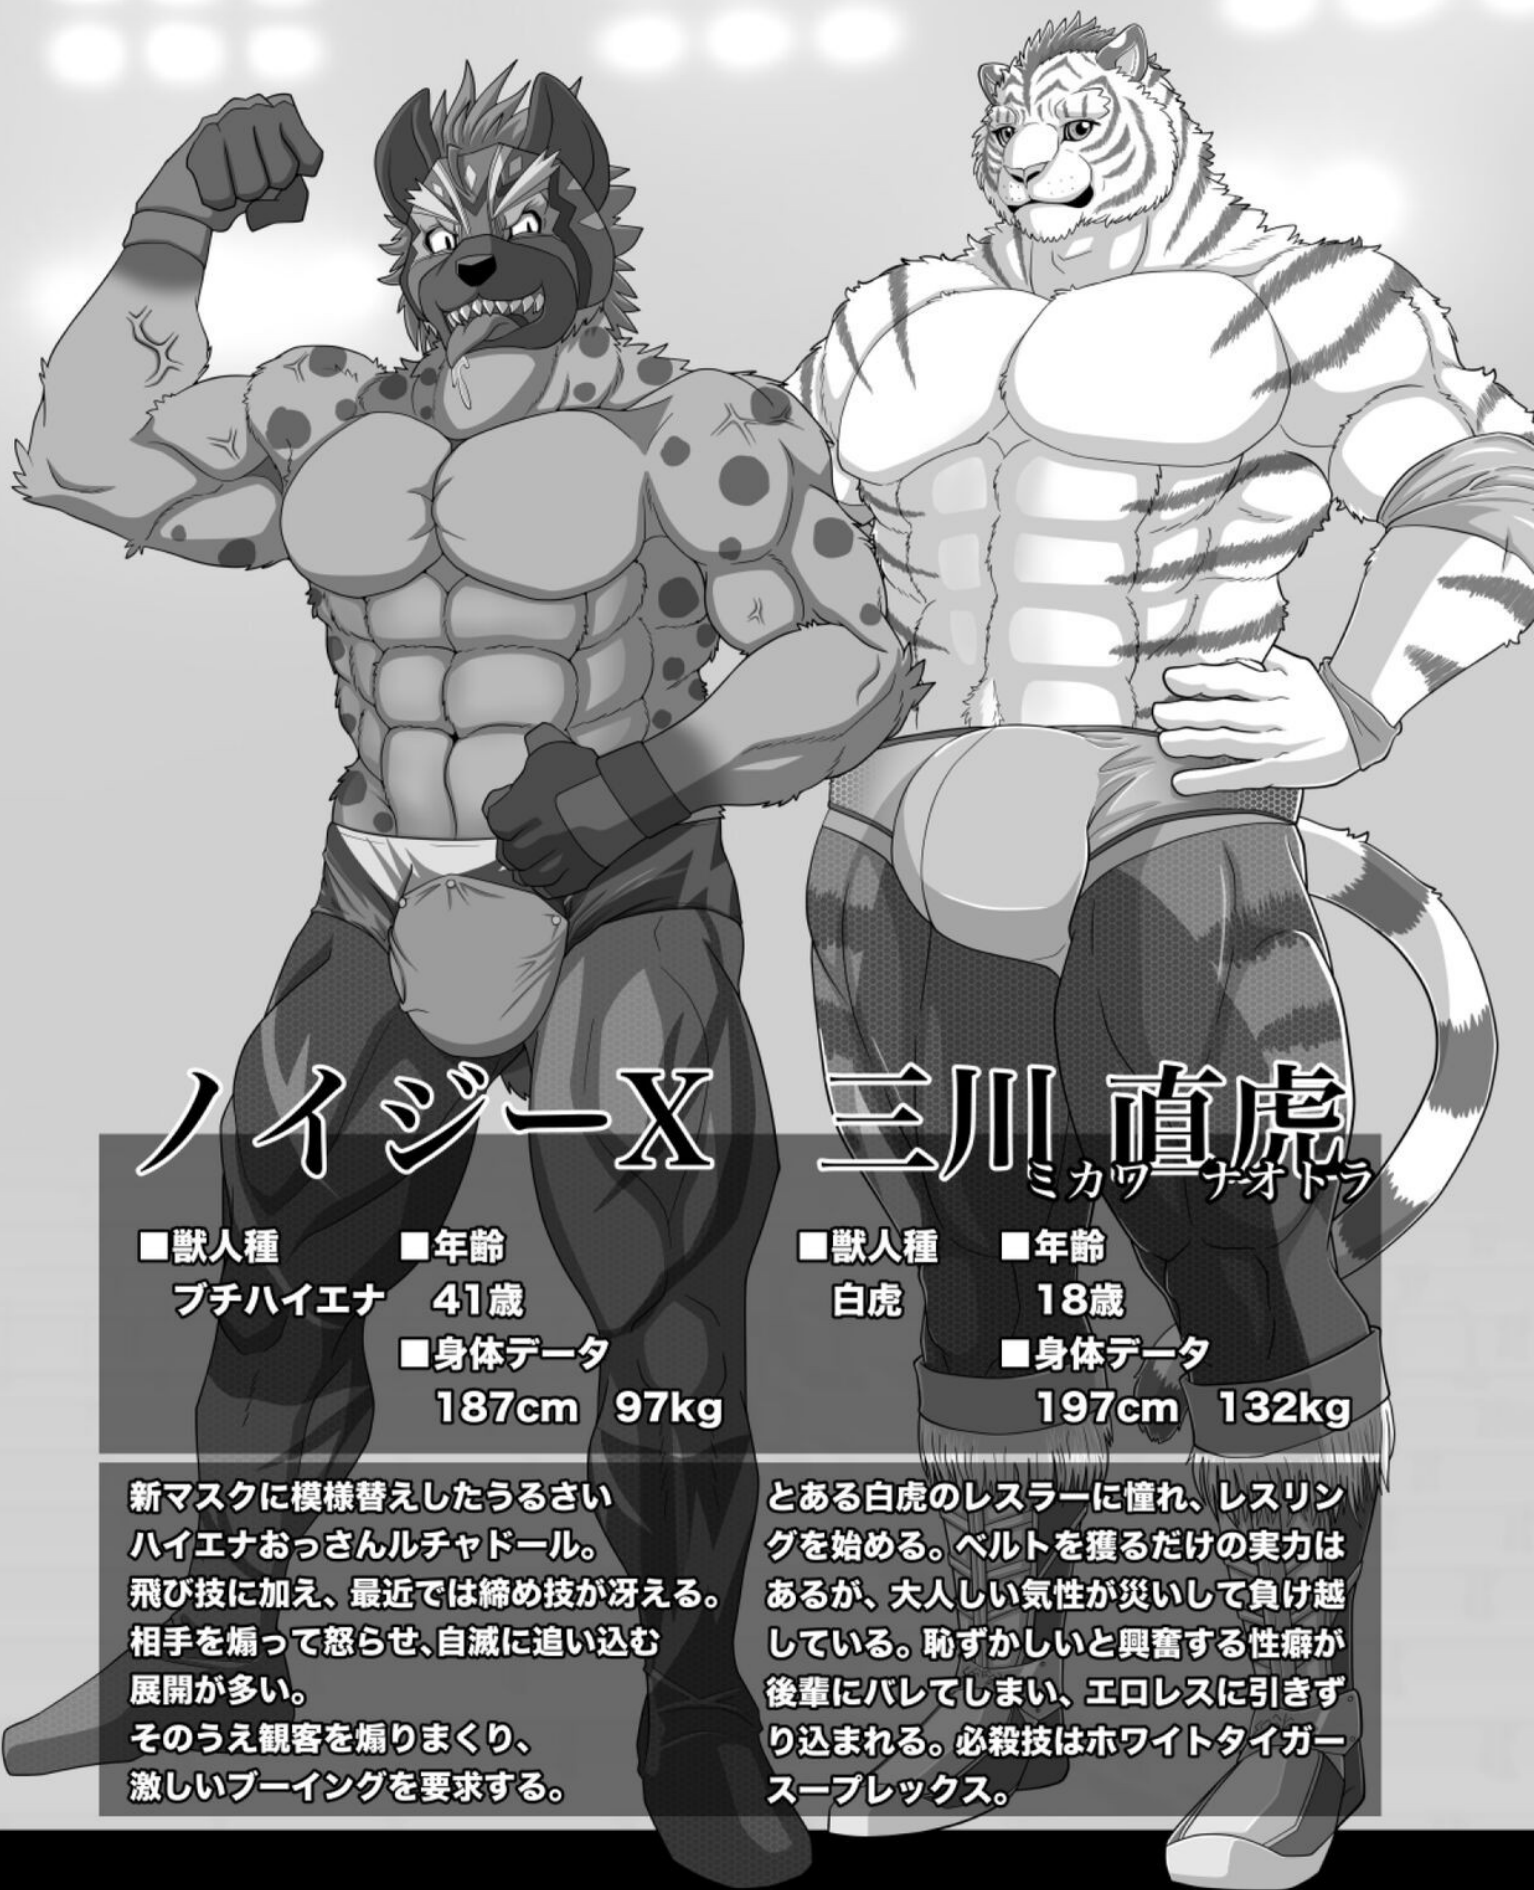 ノイジーX
■獣人種
ブチハイエナ
■年齢
41歳
■身体データ
187cm 97kg
新マスクに模様替えしたうるさい
ハイエナおっさんルチャドール。
飛び技に加え、最近では締め技が冴える。
相手を煽って怒らせ、自滅に追い込む
展開が多い。
そのうえ観客を煽りまくり、
激しいブーイングを要求する。
三川 直虎
ミカワ ナオトラ
■獣人種
白虎
■年齢
18歳
■身体データ
197cm 132kg
とある白虎のレスラーに憧れ、レスリン
グを始める。ベルトを獲るだけの実力は
あるが、大人しい気性が災いして負け越
している。恥ずかしいと興奮する性癖が
後輩にバレてしまい、エロレスに引きず
り込まれる。必殺技はホワイトタイガー
スープレックス。